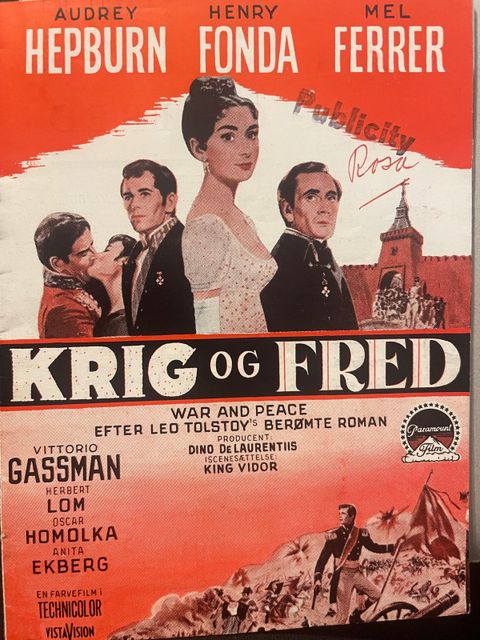 AUDREY HENRY MEL
HEPBURN FONDA FERRER
Publicity
Rosa
KRIG OG FRED
WAR AND PEACE
EFTER LEO TOLSTOY's BERØMTE ROMAN
PRODUCENT:
DINO DeLAURENTIIS
ISCENESÆTTELSE:
KING VIDOR
Paramount
Film
VITTORIO
GASSMAN
HERBERT
LOM
OSCAR
HOMOLKA
ANITA
EKBERG
EN FARVEFILM I
TECHNICOLOR
VISTAVISION